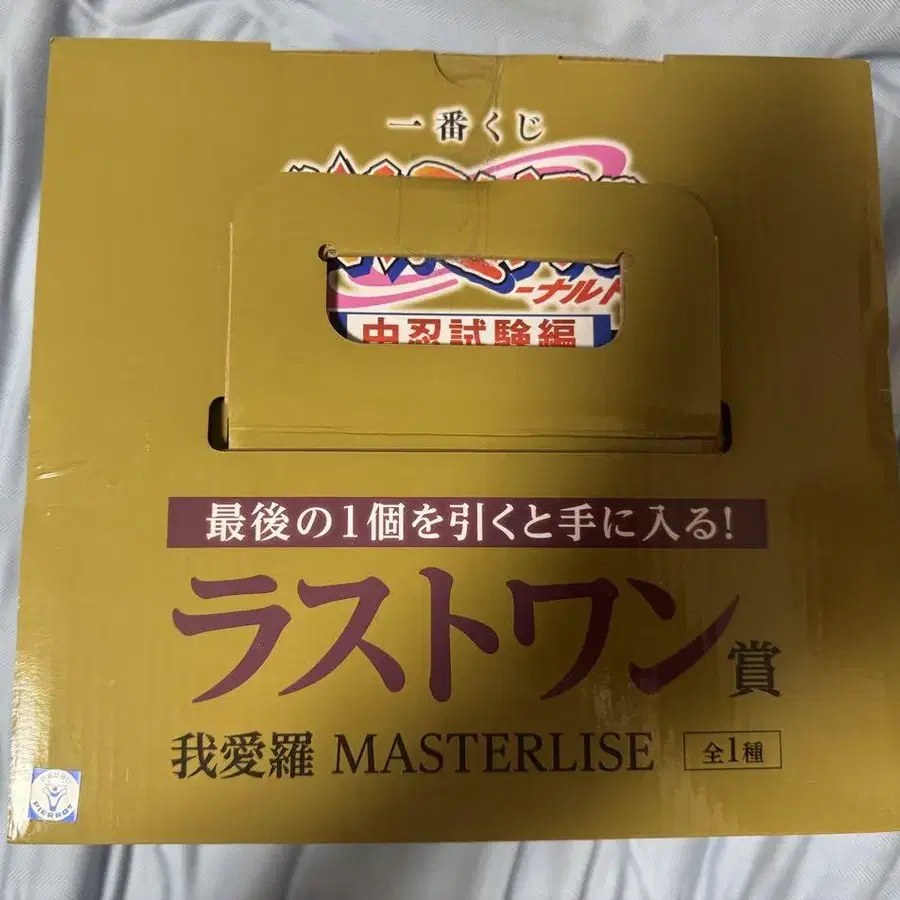 一番くじ
ーナルト
中忍試験編
最後の1個を引くと手に入る!
ラストワン賞
我愛羅 MASTERLISE 全1種
PIERROT